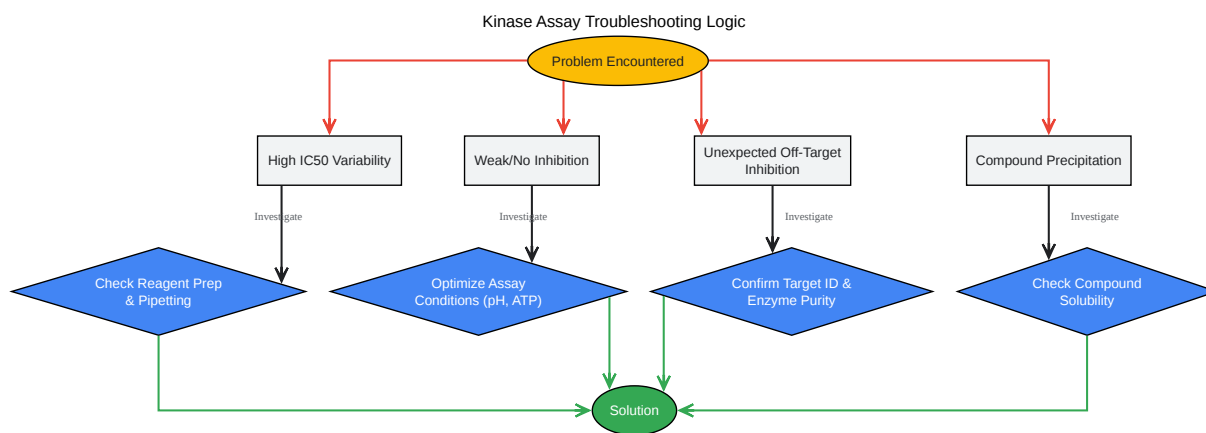 Kinase Assay Troubleshooting Logic
Problem Encountered
High IC50 Variability
Weak/No Inhibition
Unexpected Off-Target
Inhibition
Compound Precipitation
Investigate
Investigate
Investigate
Investigate
Check Reagent Prep
& Pipetting
Optimize Assay
Conditions (pH, ATP)
Confirm Target ID &
Enzyme Purity
Check Compound
Solubility
Solution